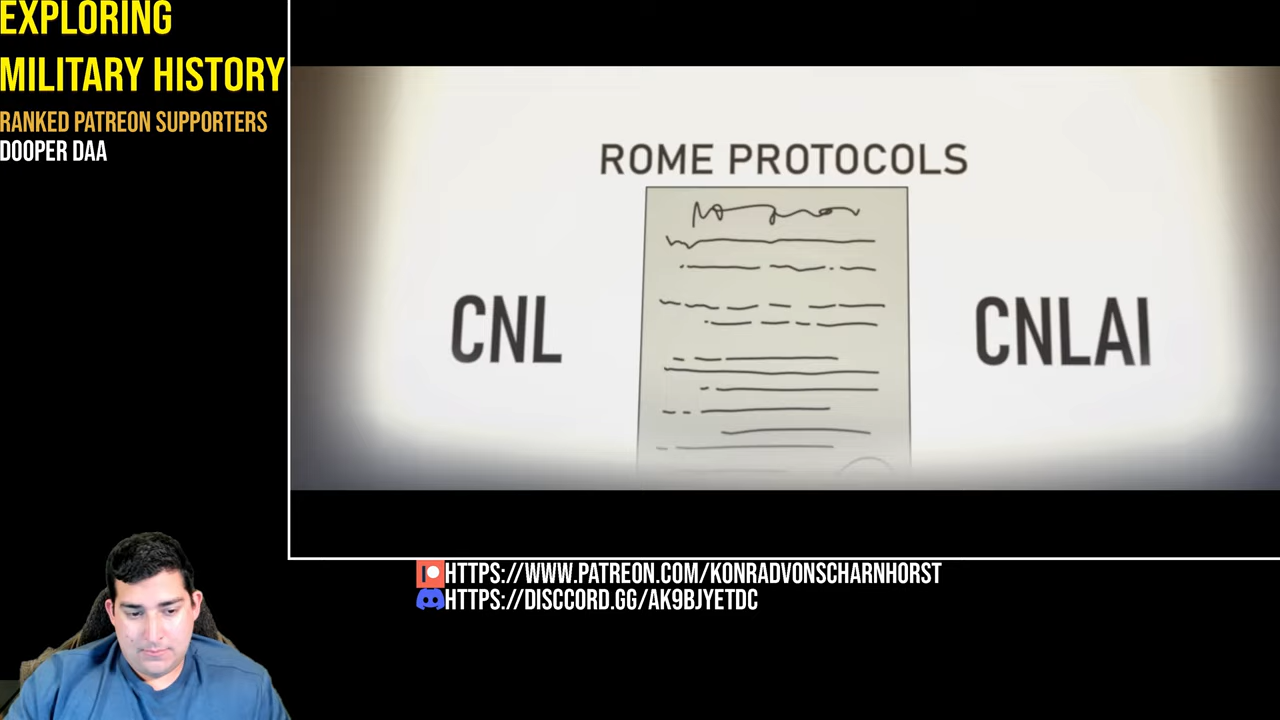 EXPLORING
MILITARY HISTORY
RANKED PATREON SUPPORTERS
DOOPER DAA
ROME PROTOCOLS
CNL
CNLAI
HTTPS://WWW.PATREON.COM/KONRADVONSCHARNHORST
HTTPS://DISCCORD.GG/AK9BJYETDC